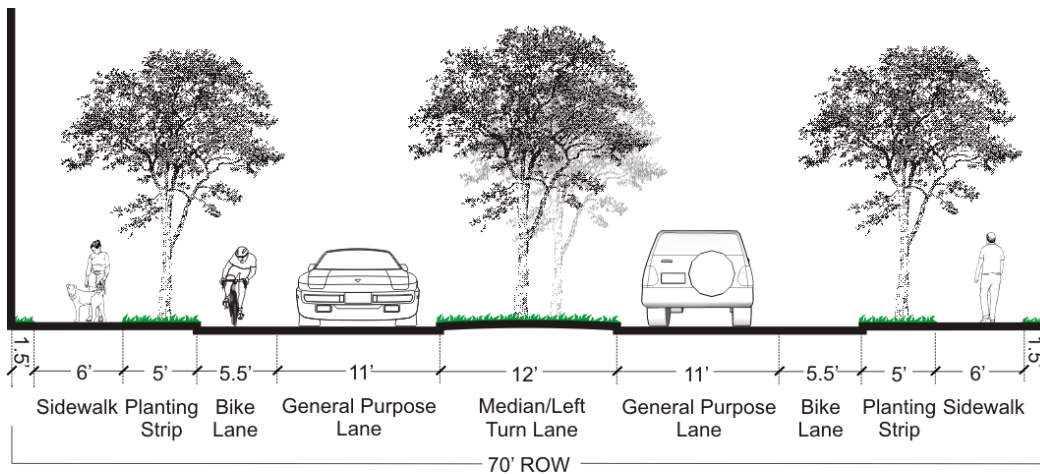 1.5' 6' 5' 5.5' 11' 12' 11' 5.5' 5' 6' 1.5'
Sidewalk Planting Bike General Purpose Median/Left General Purpose Bike Planting Sidewalk
Strip Lane Lane Turn Lane Lane Lane Strip
70' ROW